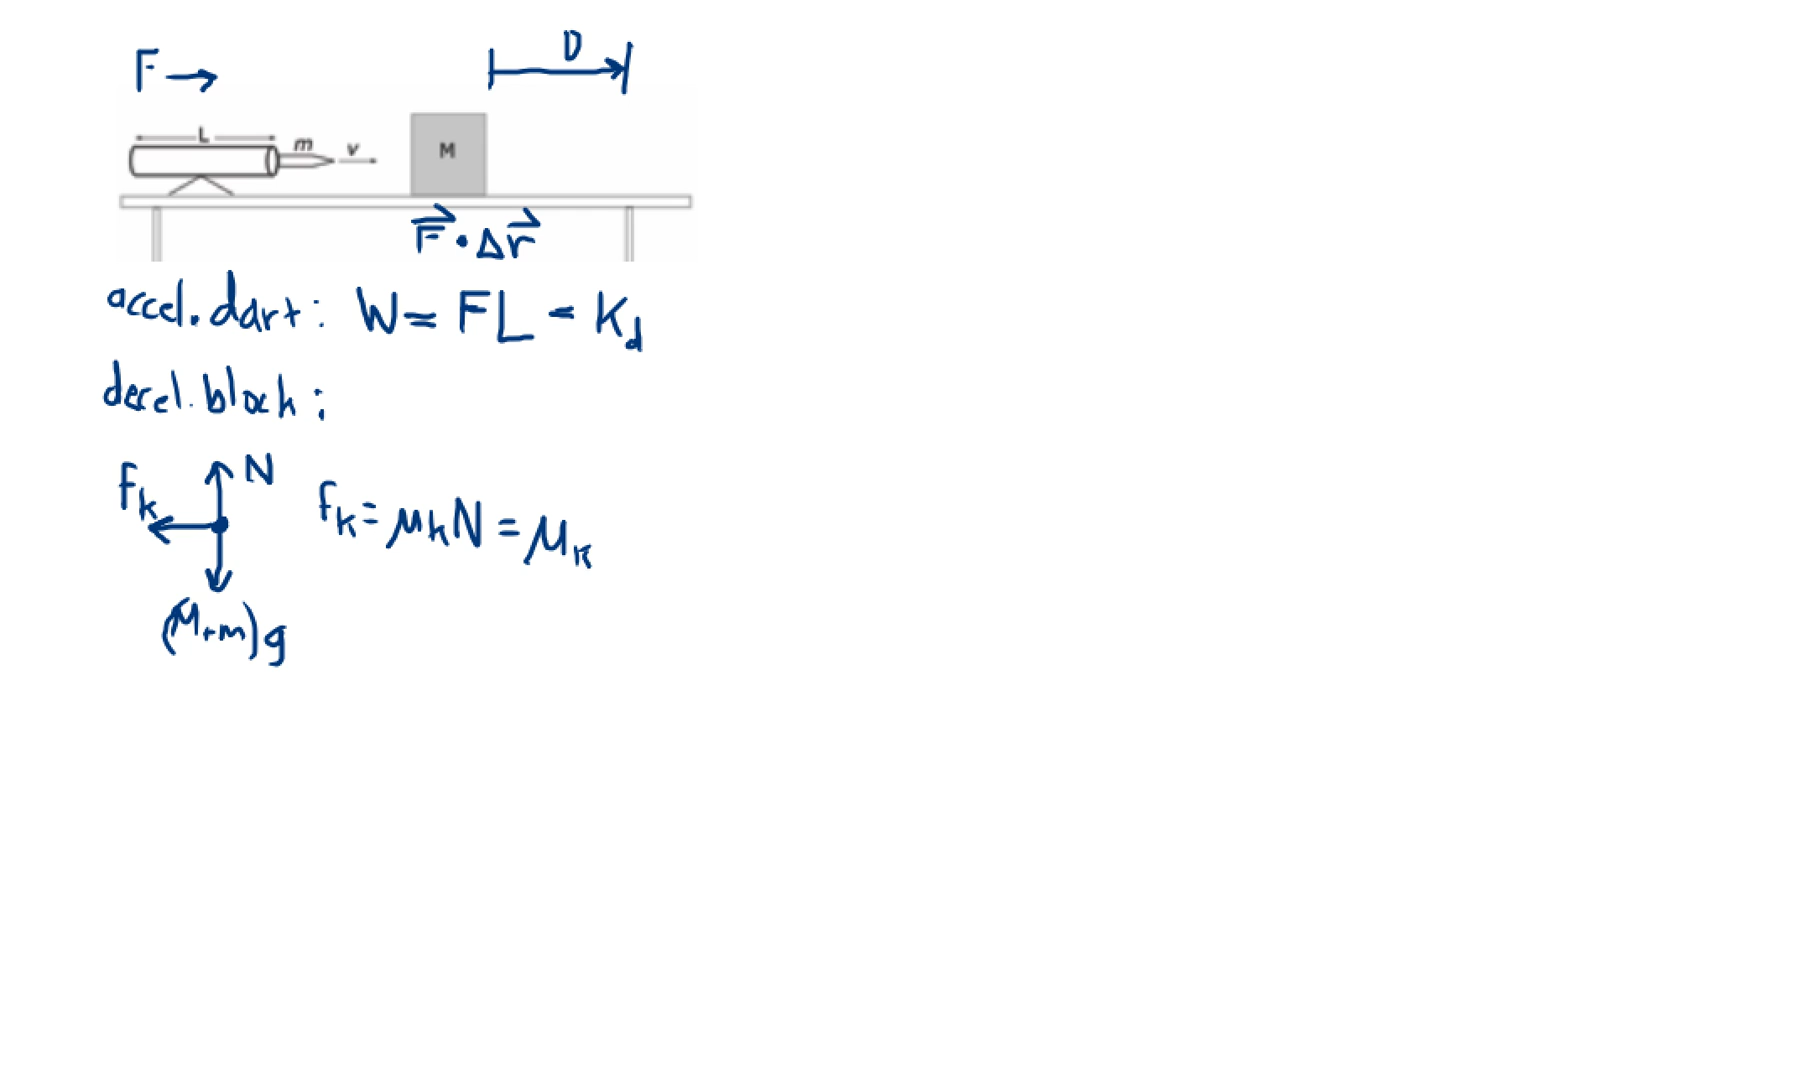 F→ D
L m v M
F⃗ · Δr⃗
accel. dart: W = FL = K_d
decel. block:
f_k N f_k = μ_k N = μ_k
(M+m)g